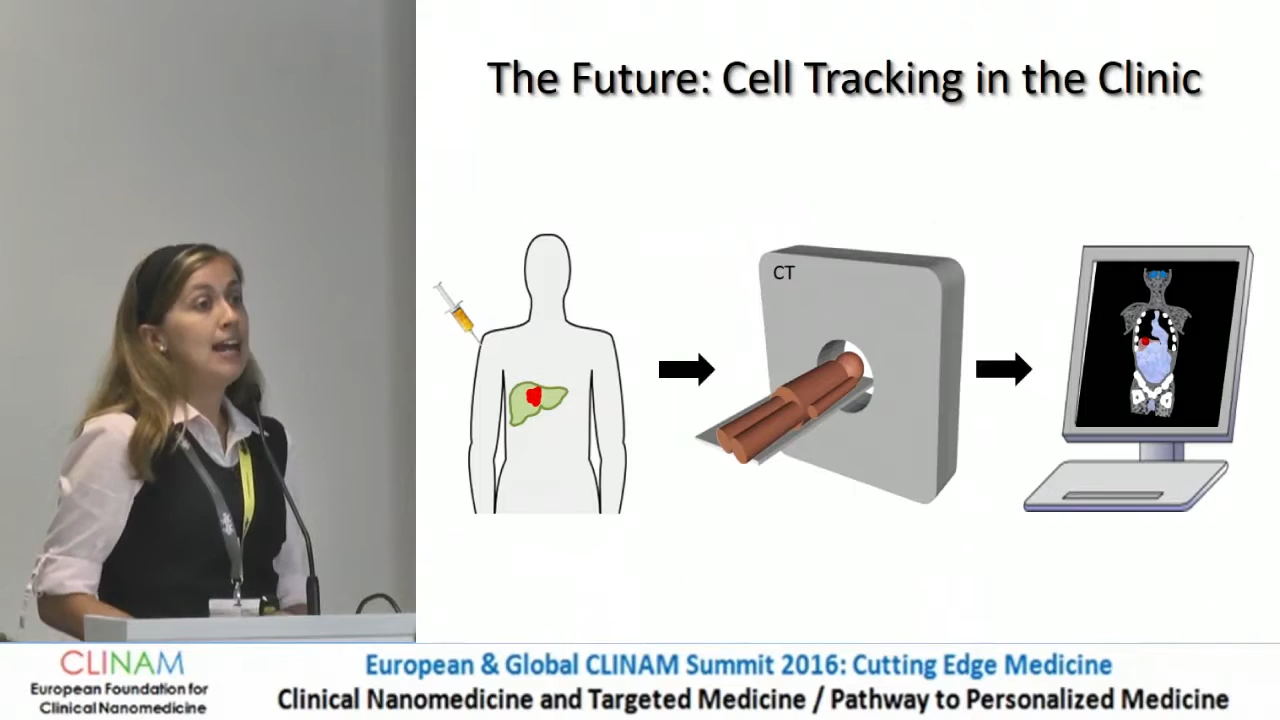 The Future: Cell Tracking in the Clinic
CT
CLINAM
European Foundation for
Clinical Nanomedicine
European & Global CLINAM Summit 2016: Cutting Edge Medicine
Clinical Nanomedicine and Targeted Medicine / Pathway to Personalized Medicine